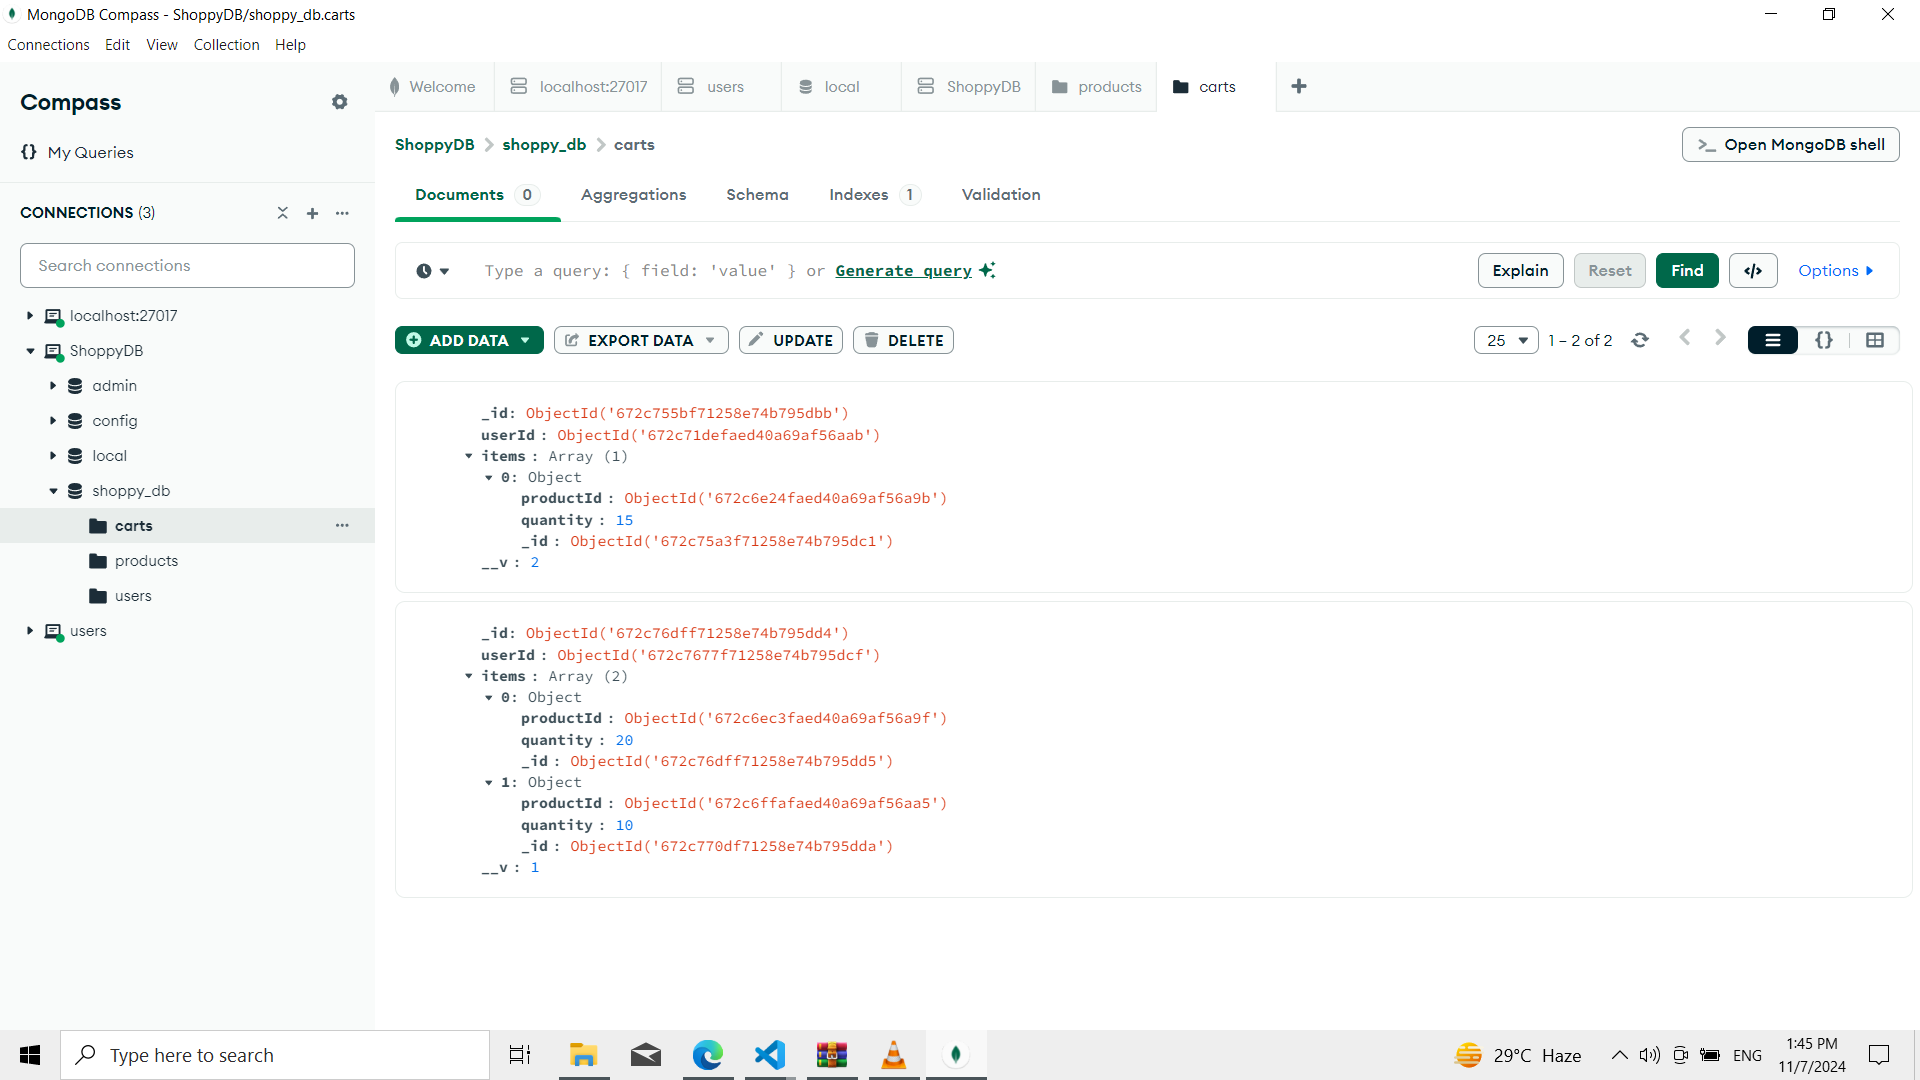 MongoDB Compass - ShoppyDB/shoppy_db.carts
Connections Edit View Collection Help
Compass
My Queries
CONNECTIONS (3)
Search connections
localhost:27017
ShoppyDB
admin
config
local
shoppy_db
carts
products
users
users
Welcome localhost:27017 users local ShoppyDB products carts
ShoppyDB shoppy_db carts
Open MongoDB shell
Documents 0 Aggregations Schema Indexes 1 Validation
Type a query: { field: 'value' } or Generate query
Explain Reset Find </> Options
ADD DATA EXPORT DATA UPDATE DELETE
25 1 – 2 of 2 {}
_id: ObjectId('672c755bf71258e74b795dbb')
userId : ObjectId('672c71defaed40a69af56aab')
items : Array (1)
0: Object
productId : ObjectId('672c6e24faed40a69af56a9b')
quantity : 15
_id : ObjectId('672c75a3f71258e74b795dc1')
__v : 2
_id: ObjectId('672c76dff71258e74b795dd4')
userId : ObjectId('672c7677f71258e74b795dcf')
items : Array (2)
0: Object
productId : ObjectId('672c6ec3faed40a69af56a9f')
quantity : 20
_id : ObjectId('672c76dff71258e74b795dd5')
1: Object
productId : ObjectId('672c6ffafaed40a69af56aa5')
quantity : 10
_id : ObjectId('672c770df71258e74b795dda')
__v : 1
Type here to search
29°C Haze
ENG
1:45 PM
11/7/2024